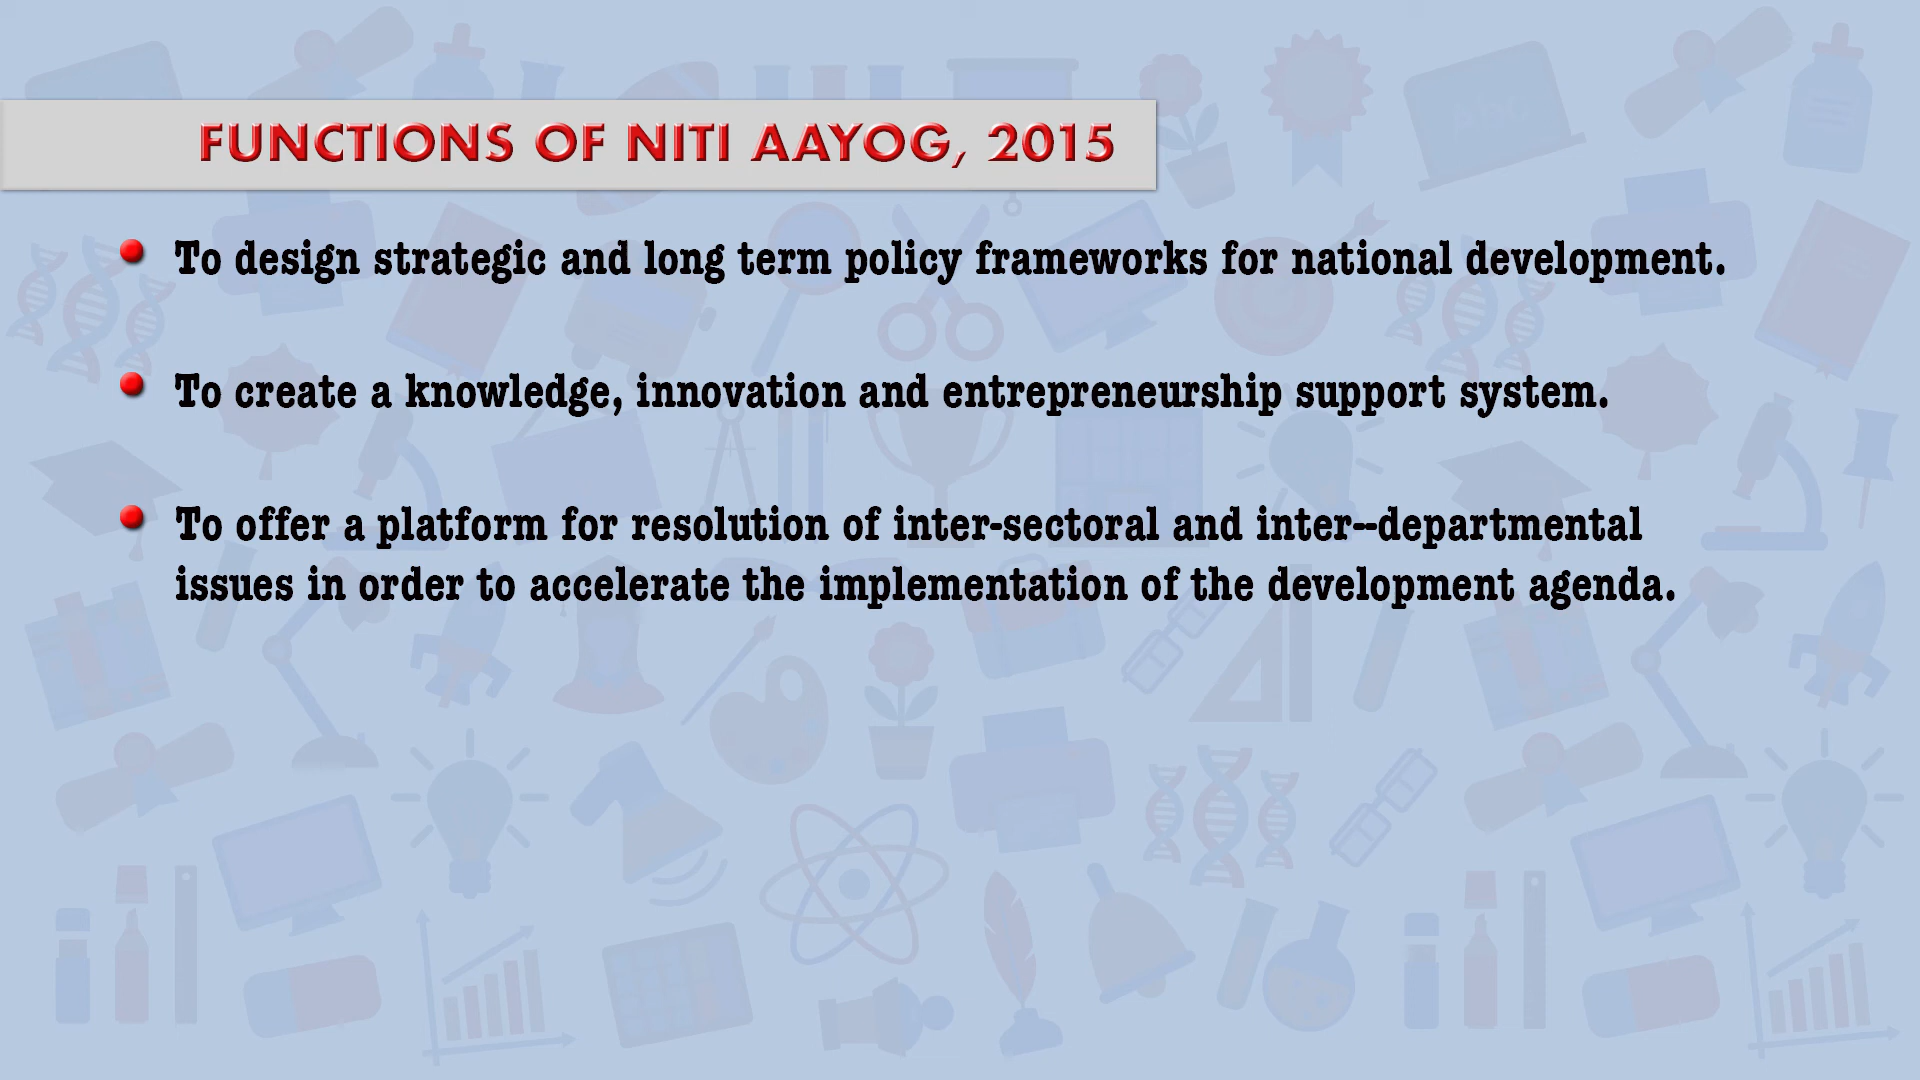 FUNCTIONS OF NITI AAYOG, 2015
To design strategic and long term policy frameworks for national development.
To create a knowledge, innovation and entrepreneurship support system.
To offer a platform for resolution of inter-sectoral and inter--departmental
issues in order to accelerate the implementation of the development agenda.
abc